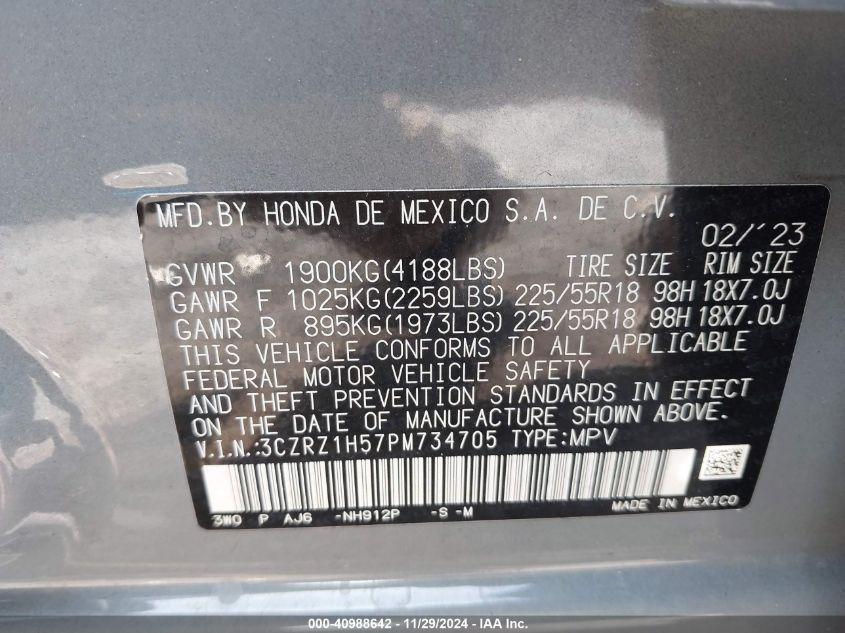 MFD.BY HONDA DE MEXICO S.A. DE C.V.
02/'23
GVWR 1900KG(4188LBS) TIRE SIZE RIM SIZE
GAWR F 1025KG(2259LBS) 225/55R18 98H 18X7.0J
GAWR R 895KG(1973LBS) 225/55R18 98H 18X7.0J
THIS VEHICLE CONFORMS TO ALL APPLICABLE
FEDERAL MOTOR VEHICLE SAFETY
AND THEFT PREVENTION STANDARDS IN EFFECT
ON THE DATE OF MANUFACTURE SHOWN ABOVE.
V.I.N.:3CZRZ1H57PM734705 TYPE:MPV
3W0 P AJ6 -NH912P -S -M
MADE IN MEXICO
000-40988642 / 11/29/2024 - IAA Inc.